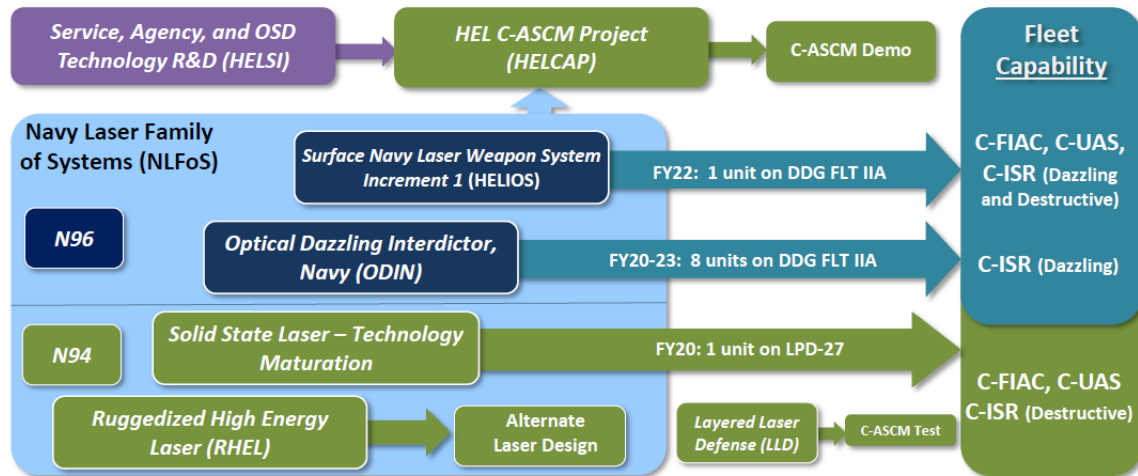 Service, Agency, and OSD
Technology R&D (HELSI)
HEL C-ASCM Project
(HELCAP)
C-ASCM Demo
Fleet
Capability
Navy Laser Family
of Systems (NLFoS)
Surface Navy Laser Weapon System
Increment 1 (HELIOS)
FY22: 1 unit on DDG FLT IIA
C-FIAC, C-UAS,
C-ISR (Dazzling
and Destructive)
N96
Optical Dazzling Interdictor,
Navy (ODIN)
FY20-23: 8 units on DDG FLT IIA
C-ISR (Dazzling)
N94
Solid State Laser – Technology
Maturation
FY20: 1 unit on LPD-27
C-FIAC, C-UAS
C-ISR (Destructive)
Ruggedized High Energy
Laser (RHEL)
Alternate
Laser Design
Layered Laser
Defense (LLD)
C-ASCM Test